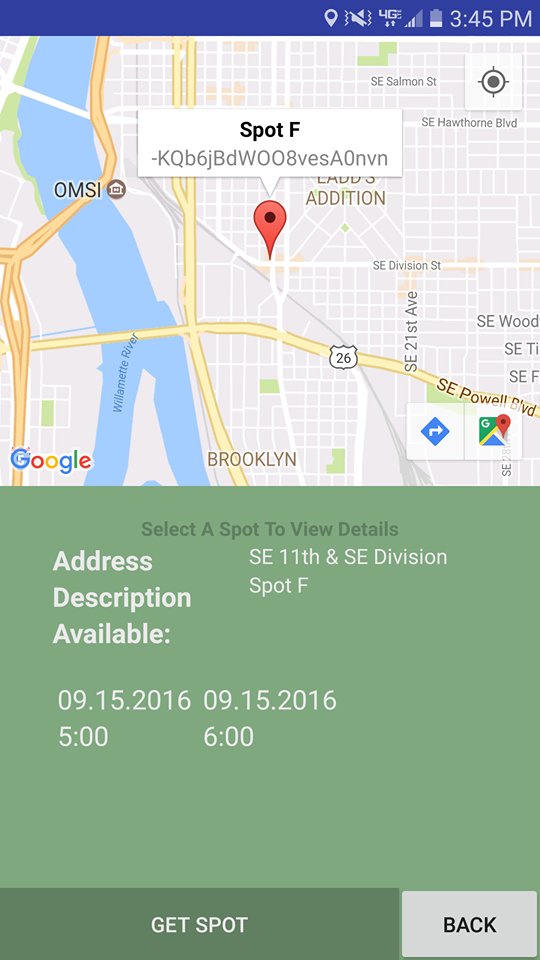 4G
3:45 PM
SE Salmon St
SE Hawthorne Blvd
Spot F
-KQb6jBdWOO8vesA0nvn
OMSI
LADD'S
ADDITION
SE Division St
SE 21st Ave
SE Wood
SE Ti
26
SE F
Willamette River
SE Powell Blvd
G
SE 28
BROOKLYN
Google
Select A Spot To View Details
Address
SE 11th & SE Division
Description
Spot F
Available:
09.15.2016 09.15.2016
5:00 6:00
GET SPOT
BACK